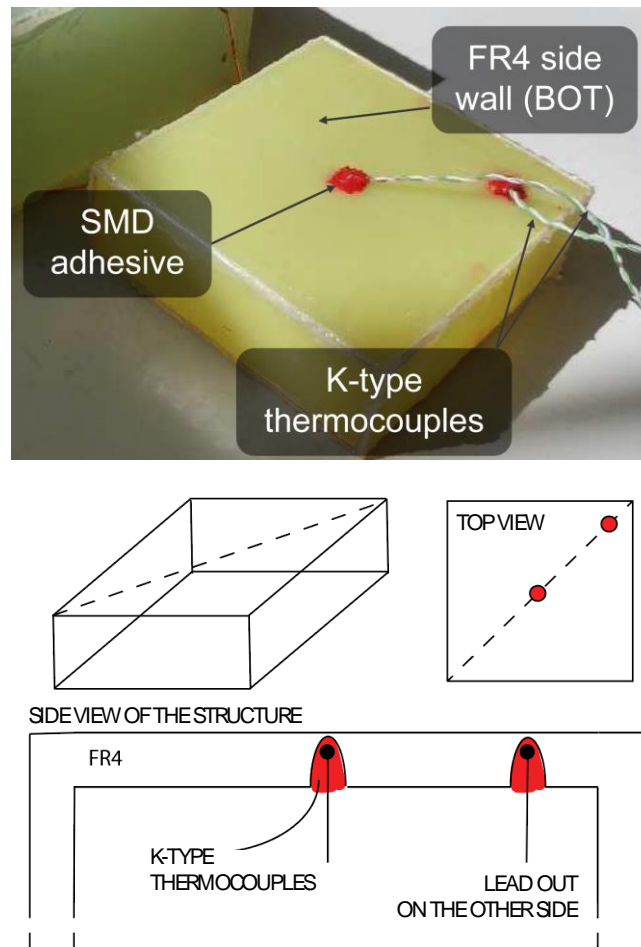 FR4 side
wall (BOT)
SMD
adhesive
K-type
thermocouples
TOP VIEW
SIDE VIEW OF THE STRUCTURE
FR4
K-TYPE
THERMOCOUPLES
LEAD OUT
ON THE OTHER SIDE